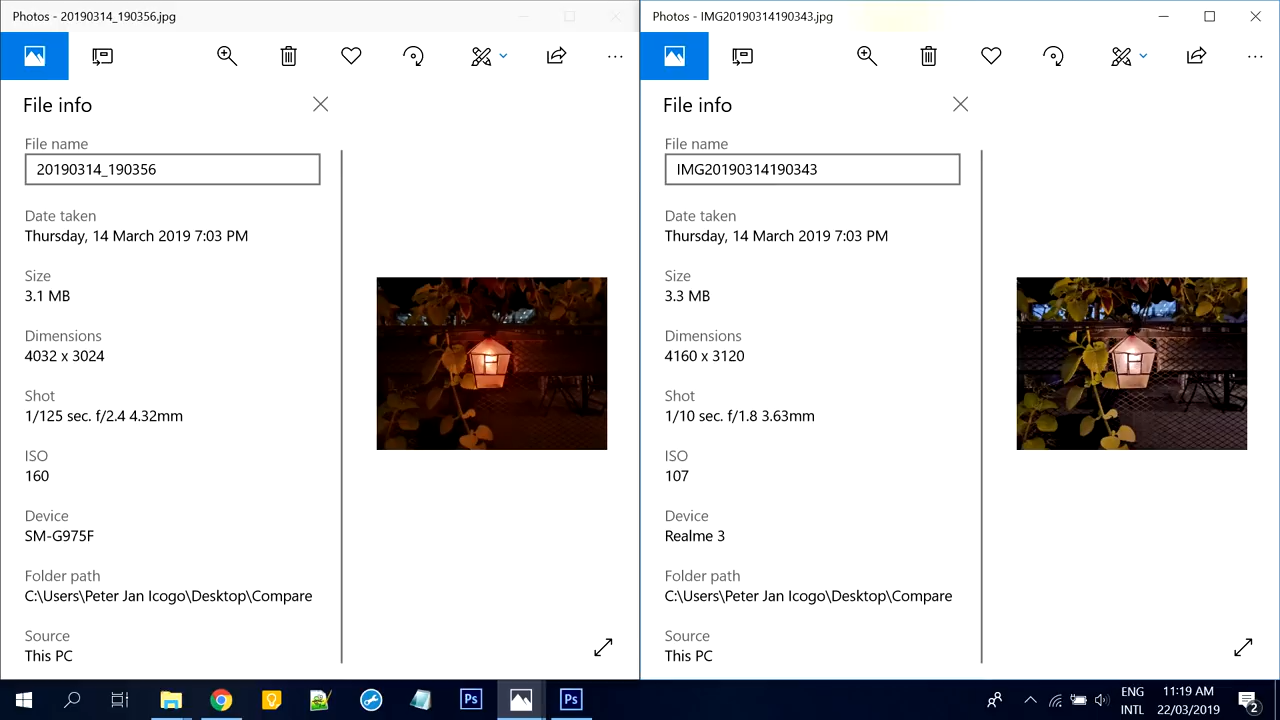 Photos - 20190314_190356.jpg
File info
File name
20190314_190356
Date taken
Thursday, 14 March 2019 7:03 PM
Size
3.1 MB
Dimensions
4032 x 3024
Shot
1/125 sec. f/2.4 4.32mm
ISO
160
Device
SM-G975F
Folder path
C:\Users\Peter Jan Icogo\Desktop\Compare
Source
This PC
Photos - IMG20190314190343.jpg
File info
File name
IMG20190314190343
Date taken
Thursday, 14 March 2019 7:03 PM
Size
3.3 MB
Dimensions
4160 x 3120
Shot
1/10 sec. f/1.8 3.63mm
ISO
107
Device
Realme 3
Folder path
C:\Users\Peter Jan Icogo\Desktop\Compare
Source
This PC
Ps
Ps
ENG
INTL
11:19 AM
22/03/2019
2